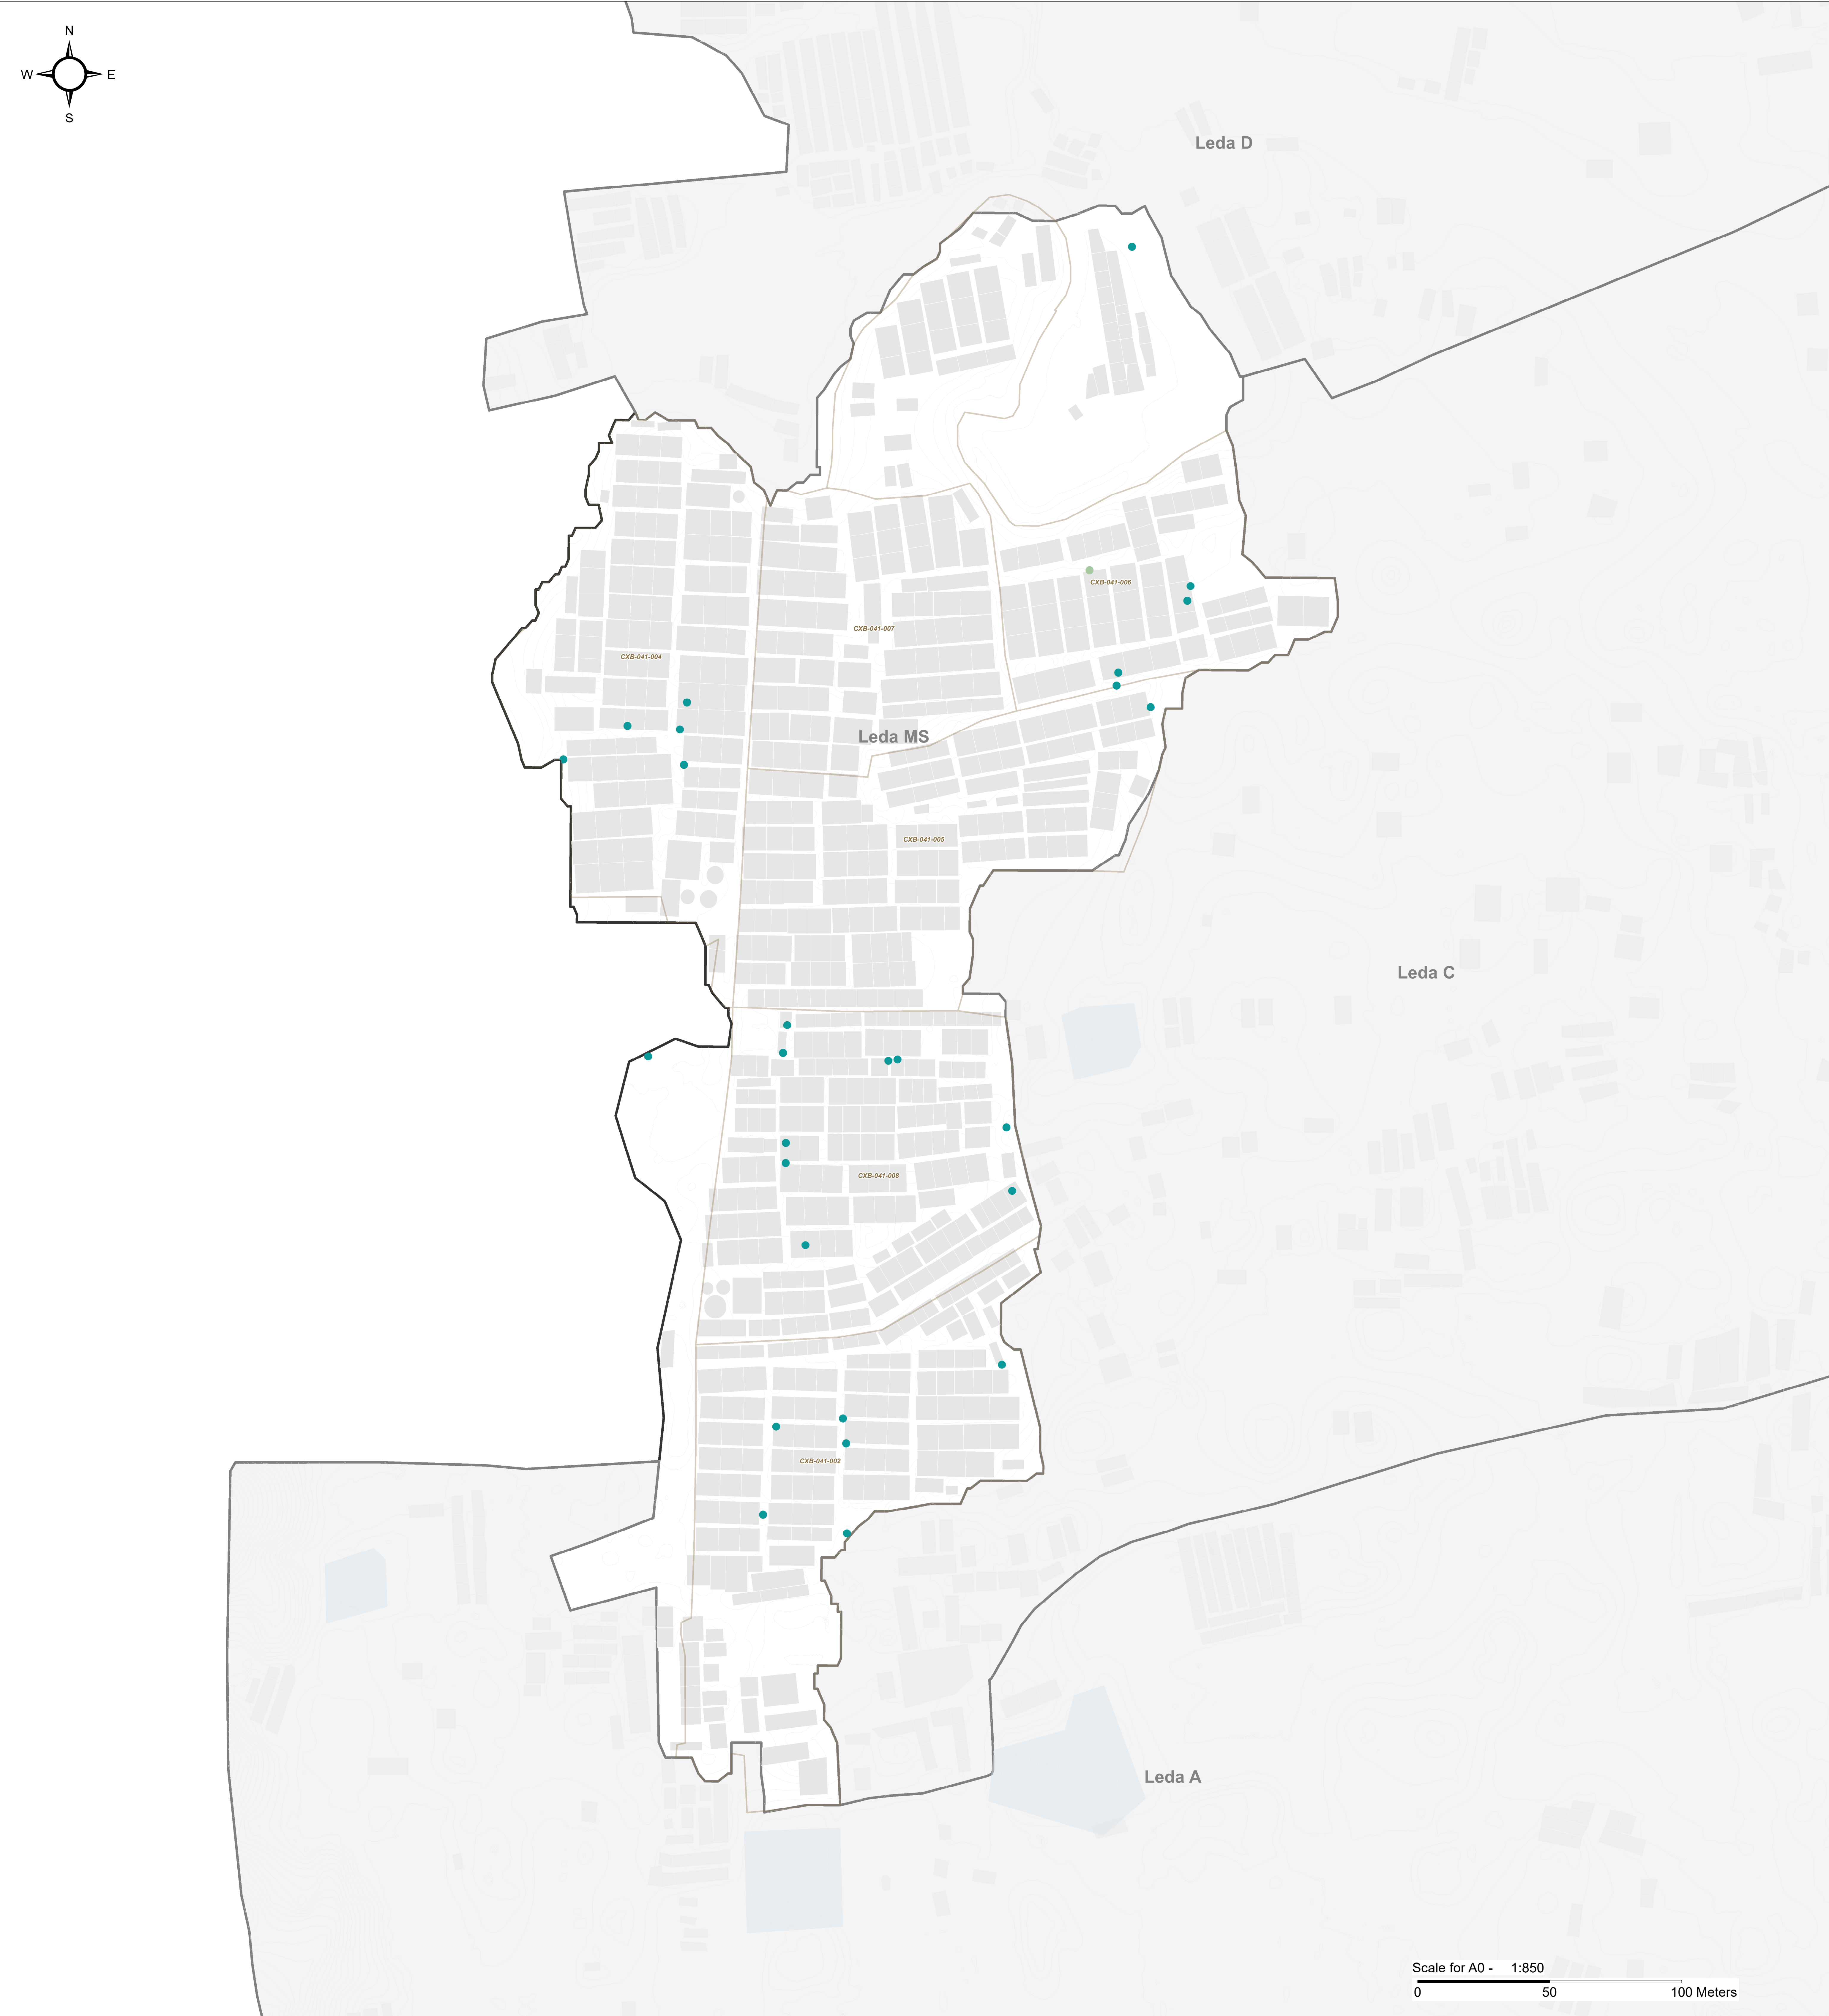 N
W E
S
Leda D
CXB-041-006
CXB-041-007
CXB-041-004
Leda MS
CXB-041-005
Leda C
CXB-041-008
CXB-041-002
Leda A
Scale for A0 - 1:850
0 50 100 Meters